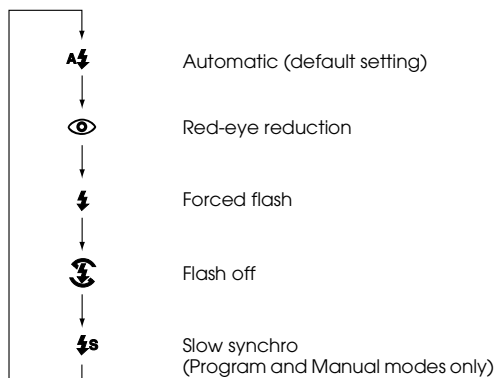 A Automatic (default setting)
Red-eye reduction
Forced flash
Flash off
S Slow synchro
(Program and Manual modes only)